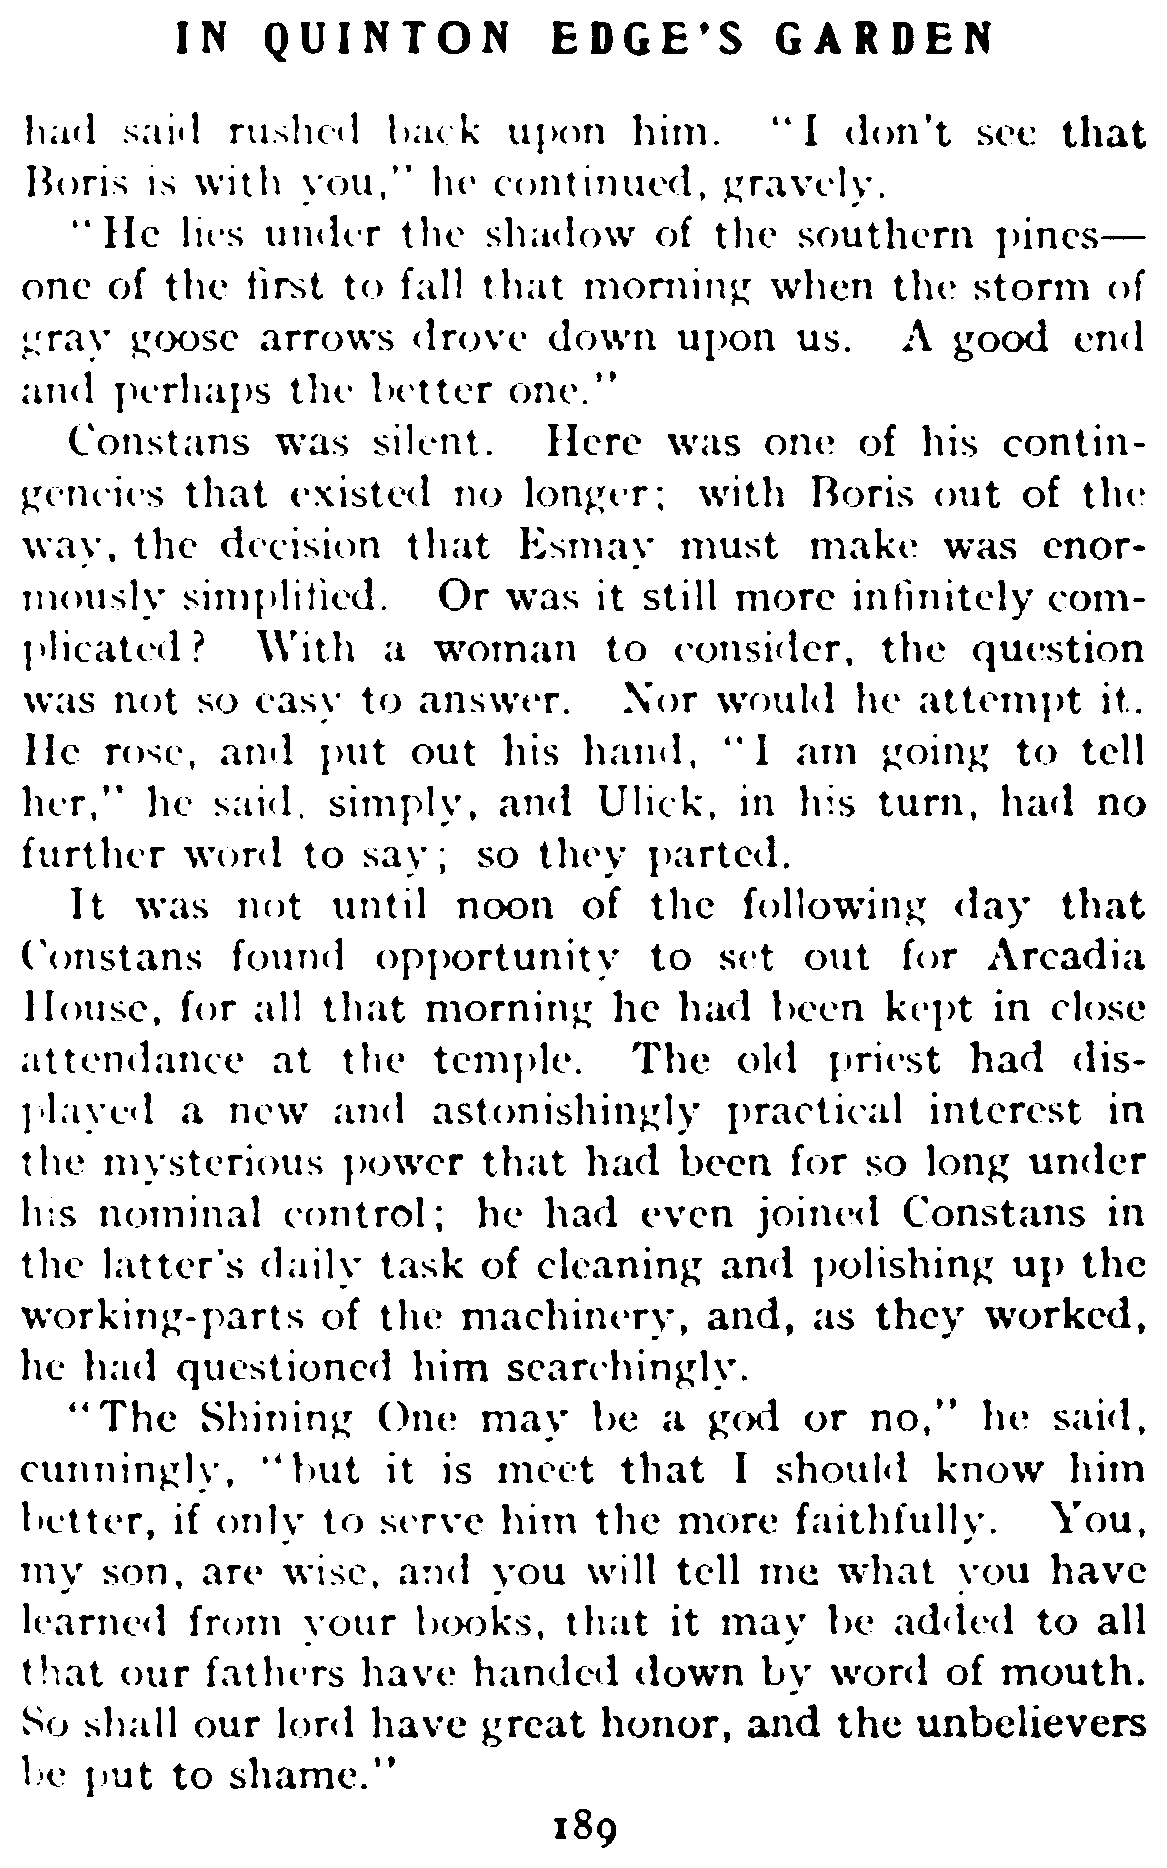 IN QUINTON EDGE'S GARDEN
had said rushed back upon him. "I don't see that
Boris is with you," he continued, gravely.
"He lies under the shadow of the southern pines—
one of the first to fall that morning when the storm of
gray goose arrows drove down upon us. A good end
and perhaps the better one."
Constans was silent. Here was one of his contin-
gencies that existed no longer; with Boris out of the
way, the decision that Esmay must make was enor-
mously simplified. Or was it still more infinitely com-
plicated? With a woman to consider, the question
was not so easy to answer. Nor would he attempt it.
He rose, and put out his hand, "I am going to tell
her," he said, simply, and Ulick, in his turn, had no
further word to say; so they parted.
It was not until noon of the following day that
Constans found opportunity to set out for Arcadia
House, for all that morning he had been kept in close
attendance at the temple. The old priest had dis-
played a new and astonishingly practical interest in
the mysterious power that had been for so long under
his nominal control; he had even joined Constans in
the latter's daily task of cleaning and polishing up the
working-parts of the machinery, and, as they worked,
he had questioned him searchingly.
"The Shining One may be a god or no," he said,
cunningly, "but it is meet that I should know him
better, if only to serve him the more faithfully. You,
my son, are wise, and you will tell me what you have
learned from your books, that it may be added to all
that our fathers have handed down by word of mouth.
So shall our lord have great honor, and the unbelievers
be put to shame."
189